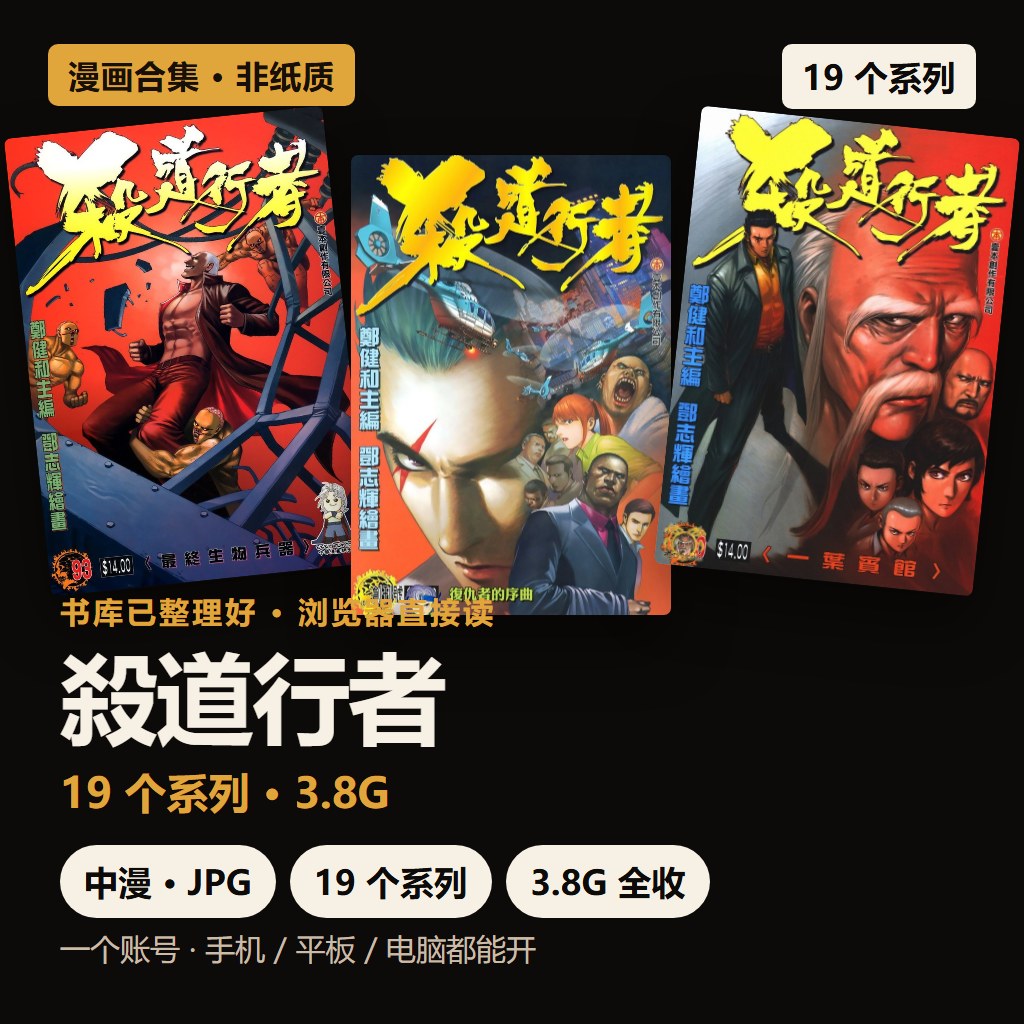 漫画合集·非纸质
19 个系列
殺道行者
鄭健和主編 鄧志輝繪畫
93
$14.00
〈最終生物兵器〉
殺道行者
鄭健和主編 鄧志輝繪畫
復仇者的序曲
殺道行者
鄭健和主編 鄧志輝繪畫
$14.00
〈一葉賓館〉
书库已整理好 · 浏览器直接读
殺道行者
19 个系列 · 3.8G
中漫·JPG
19 个系列
3.8G 全收
一个账号 · 手机 / 平板 / 电脑都能开